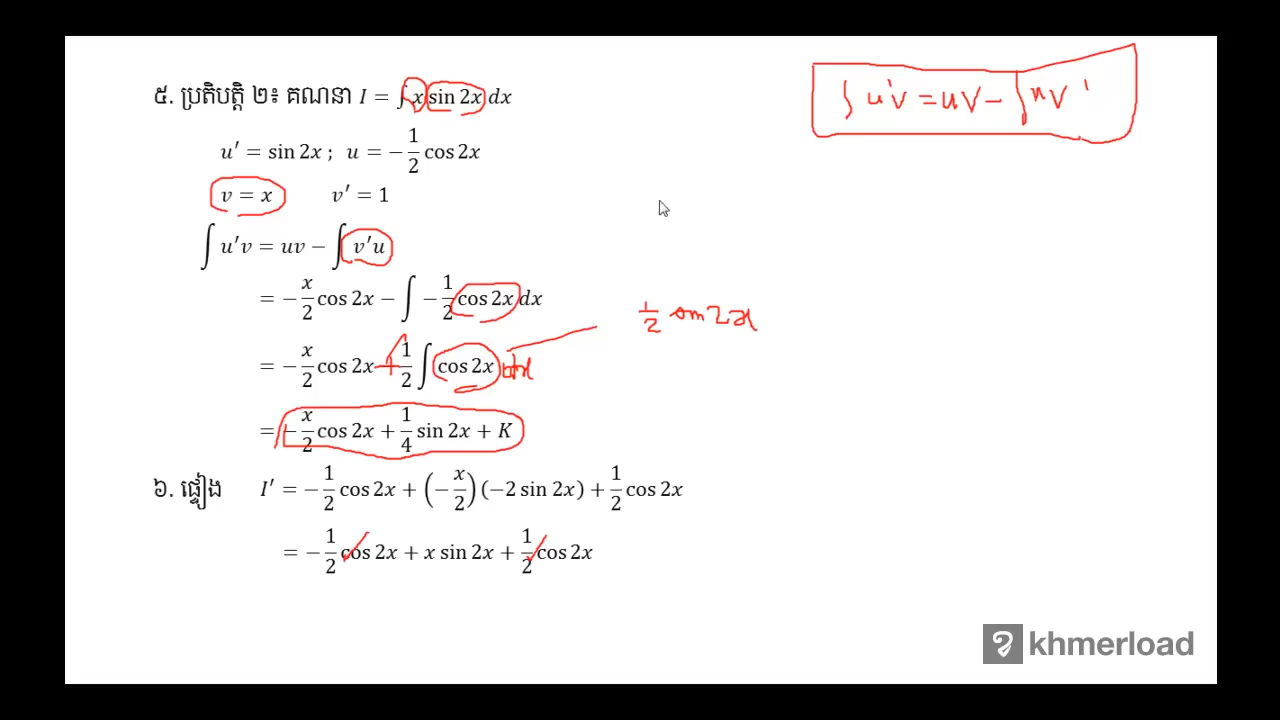 ៥. ប្រតិបត្តិ ២៖ គណនា I = ∫ x sin 2x dx
∫ u'v = uv − ∫ uv'
u′ = sin 2x ; u = −1/2 cos 2x
v = x v′ = 1
∫ u′v = uv − ∫ v′u
= −x/2 cos 2x − ∫ −1/2 cos 2x dx
1/2 sin 2x
= −x/2 cos 2x + 1/2 ∫ cos 2x dx
= −x/2 cos 2x + 1/4 sin 2x + K
៦. ផ្ទៀង I′ = −1/2 cos 2x + (−x/2)(−2 sin 2x) + 1/2 cos 2x
= −1/2 cos 2x + x sin 2x + 1/2 cos 2x
khmerload